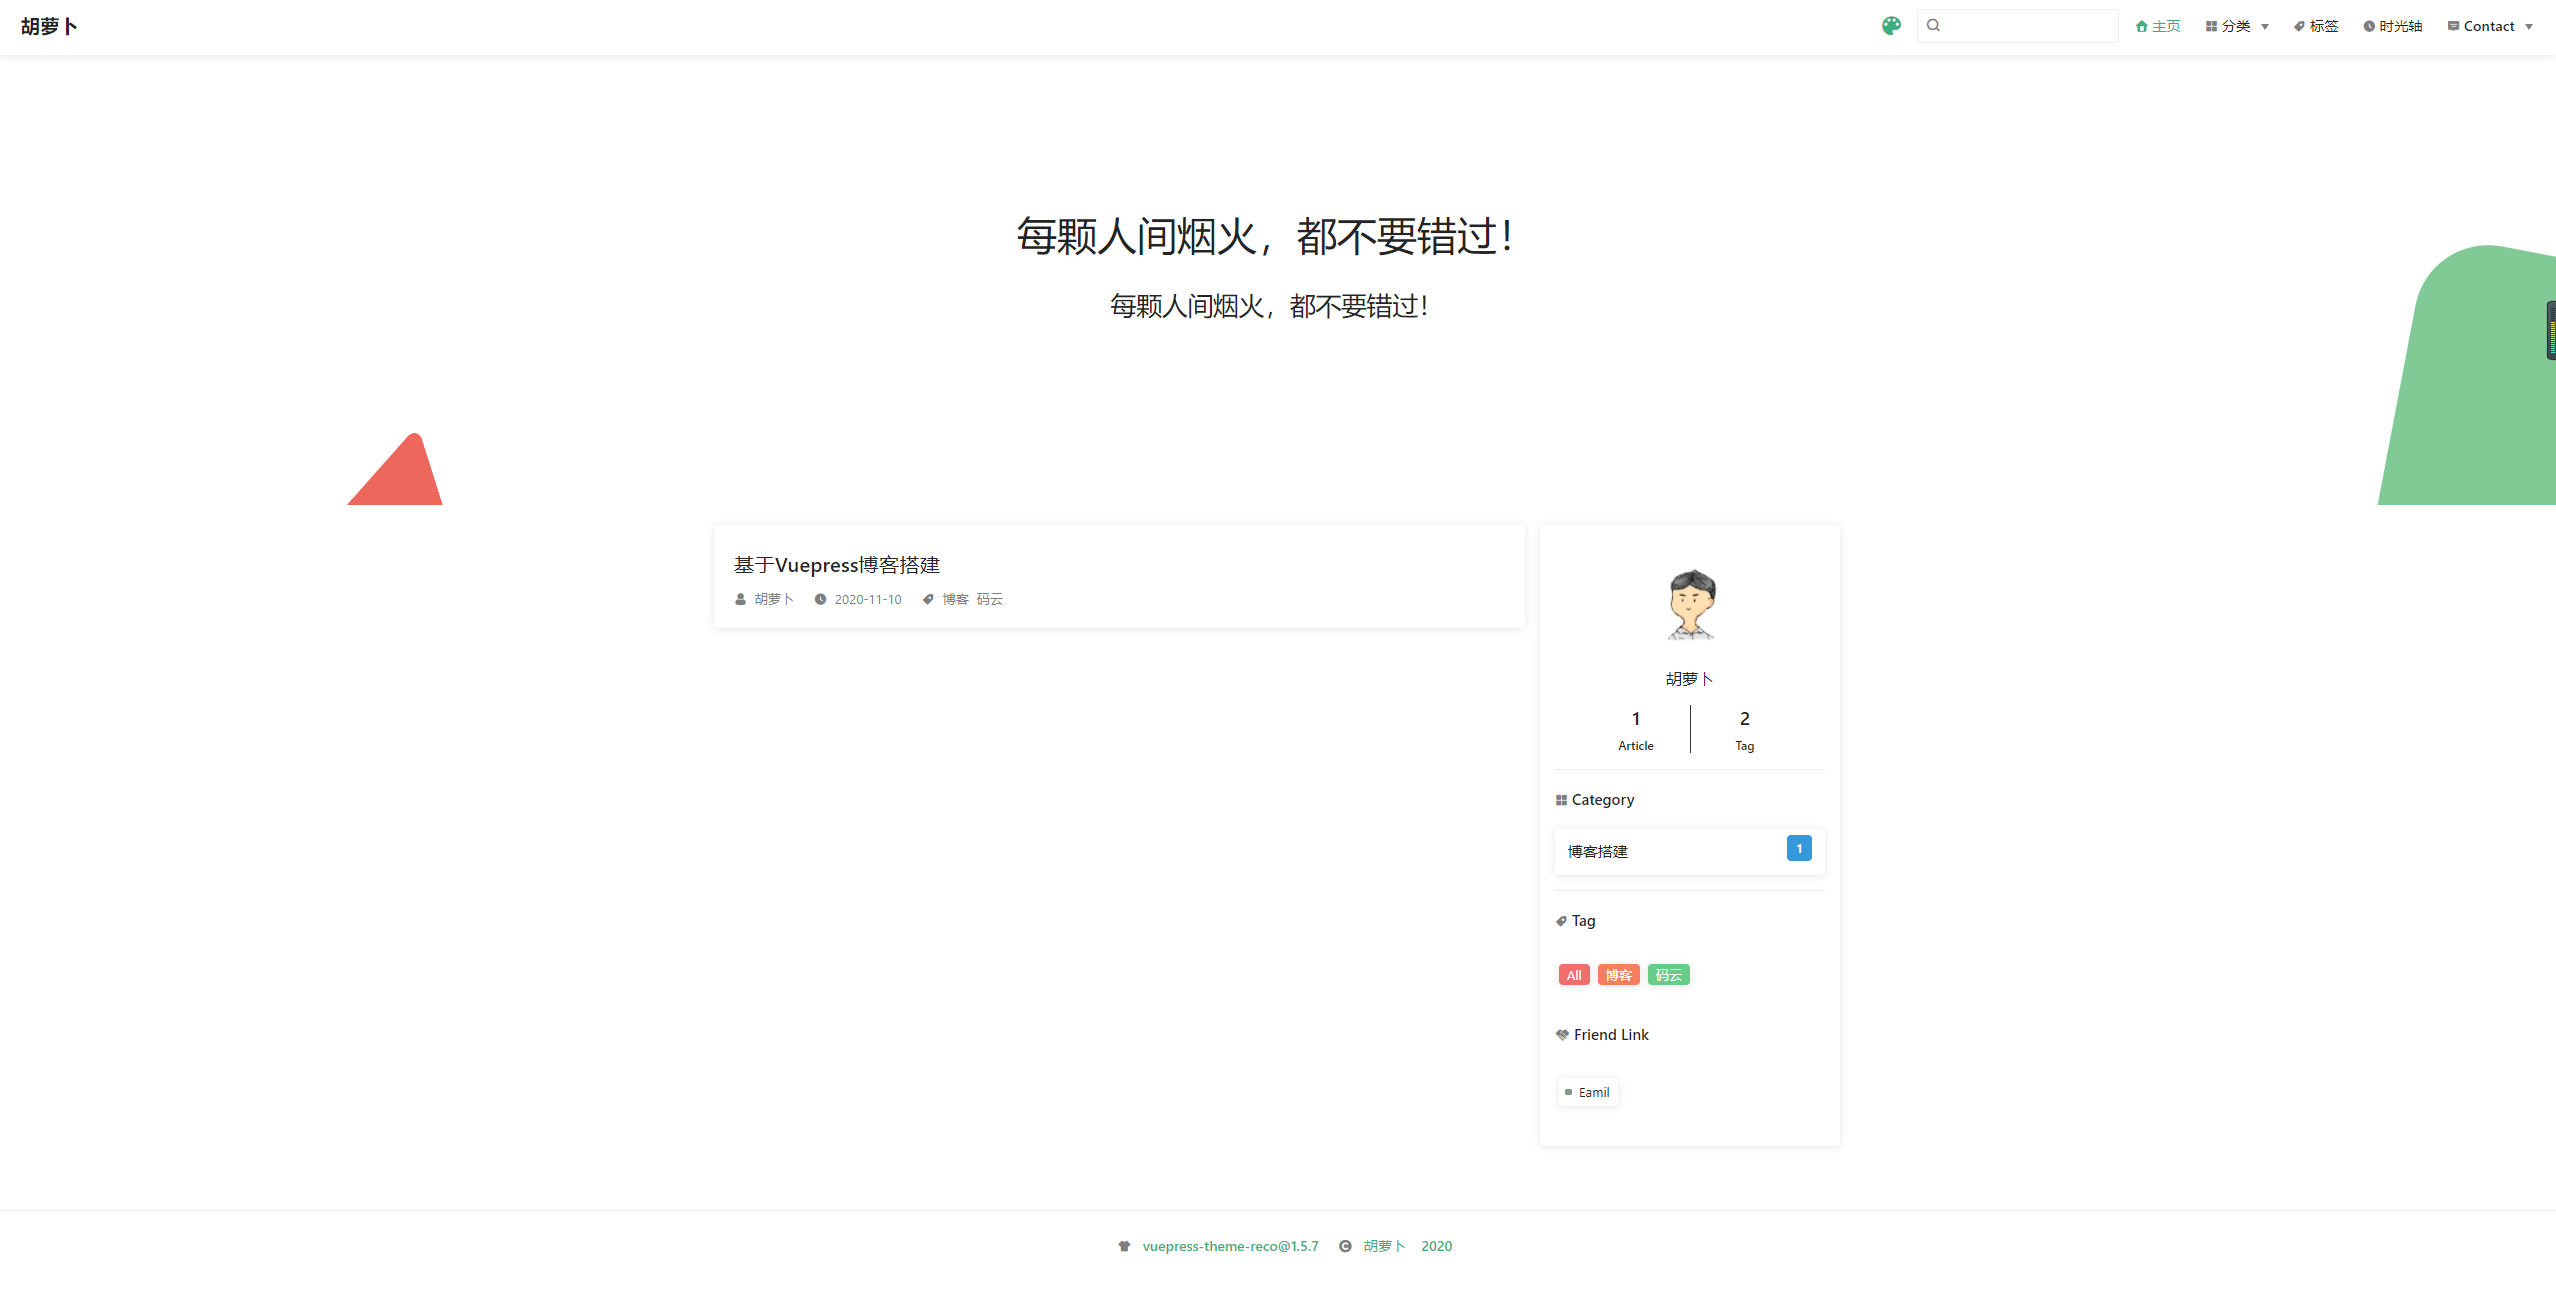 胡萝卜
主页 分类 标签 时光轴 Contact
每颗人间烟火，都不要错过！
每颗人间烟火，都不要错过！
基于Vuepress博客搭建
胡萝卜 2020-11-10 博客 码云
胡萝卜
1 2
Article Tag
Category
博客搭建 1
Tag
All 博客 码云
Friend Link
Eamil
vuepress-theme-reco@1.5.7 胡萝卜 2020